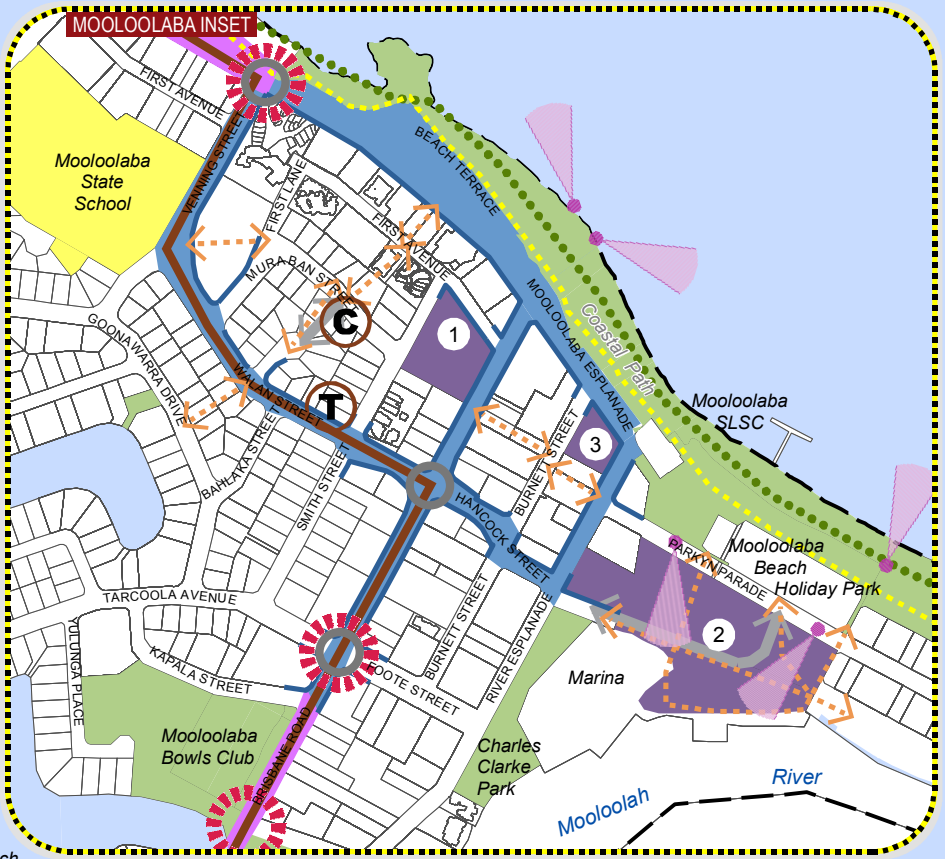 MOOLOOLABA INSET
FIRST AVENUE
Mooloolaba
State
School
VENNING STREET
BEACH TERRACE
FIRST LANE
FIRST AVENUE
MURABAN STREET
C
1
MOOLOOLABA ESPLANADE
Coastal Path
GOONAWARRA DRIVE
WALAN STREET
T
Mooloolaba
SLSC
3
BURNETT STREET
BAHLAKA STREET
SMITH STREET
HANCOCK STREET
PARKYN PARADE
Mooloolaba
Beach
Holiday Park
TARCOOLA AVENUE
YULUNGA PLACE
KAPALA STREET
FOOTE STREET
BURNETT STREET
RIVER ESPLANADE
2
Marina
Mooloolaba
Bowls Club
BRISBANE ROAD
Charles
Clarke
Park
Mooloolah
River
ch